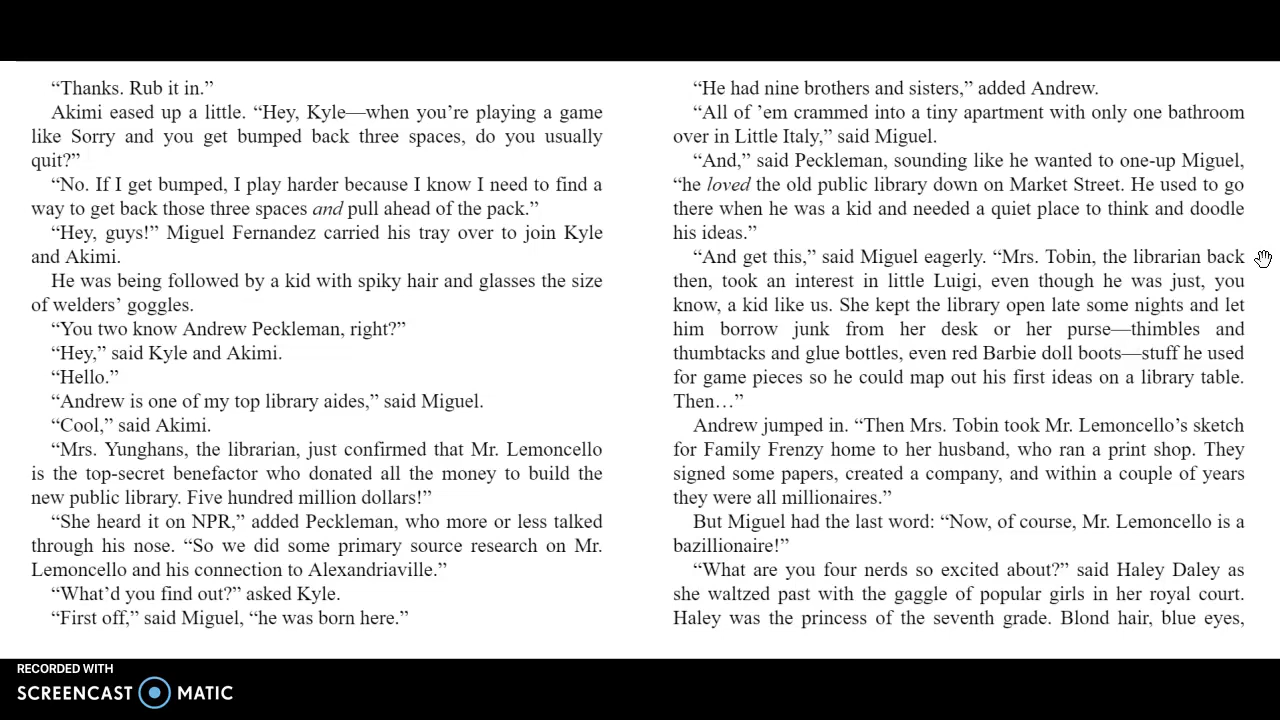 “Thanks. Rub it in.”
Akimi eased up a little. “Hey, Kyle—when you’re playing a game
like Sorry and you get bumped back three spaces, do you usually
quit?”
“No. If I get bumped, I play harder because I know I need to find a
way to get back those three spaces and pull ahead of the pack.”
“Hey, guys!” Miguel Fernandez carried his tray over to join Kyle
and Akimi.
He was being followed by a kid with spiky hair and glasses the size
of welders’ goggles.
“You two know Andrew Peckleman, right?”
“Hey,” said Kyle and Akimi.
“Hello.”
“Andrew is one of my top library aides,” said Miguel.
“Cool,” said Akimi.
“Mrs. Yunghans, the librarian, just confirmed that Mr. Lemoncello
is the top-secret benefactor who donated all the money to build the
new public library. Five hundred million dollars!”
“She heard it on NPR,” added Peckleman, who more or less talked
through his nose. “So we did some primary source research on Mr.
Lemoncello and his connection to Alexandriaville.”
“What’d you find out?” asked Kyle.
“First off,” said Miguel, “he was born here.”
“He had nine brothers and sisters,” added Andrew.
“All of ’em crammed into a tiny apartment with only one bathroom
over in Little Italy,” said Miguel.
“And,” said Peckleman, sounding like he wanted to one-up Miguel,
“he loved the old public library down on Market Street. He used to go
there when he was a kid and needed a quiet place to think and doodle
his ideas.”
“And get this,” said Miguel eagerly. “Mrs. Tobin, the librarian back
then, took an interest in little Luigi, even though he was just, you
know, a kid like us. She kept the library open late some nights and let
him borrow junk from her desk or her purse—thimbles and
thumbtacks and glue bottles, even red Barbie doll boots—stuff he used
for game pieces so he could map out his first ideas on a library table.
Then…”
Andrew jumped in. “Then Mrs. Tobin took Mr. Lemoncello’s sketch
for Family Frenzy home to her husband, who ran a print shop. They
signed some papers, created a company, and within a couple of years
they were all millionaires.”
But Miguel had the last word: “Now, of course, Mr. Lemoncello is a
bazillionaire!”
“What are you four nerds so excited about?” said Haley Daley as
she waltzed past with the gaggle of popular girls in her royal court.
Haley was the princess of the seventh grade. Blond hair, blue eyes,
RECORDED WITH
SCREENCAST MATIC